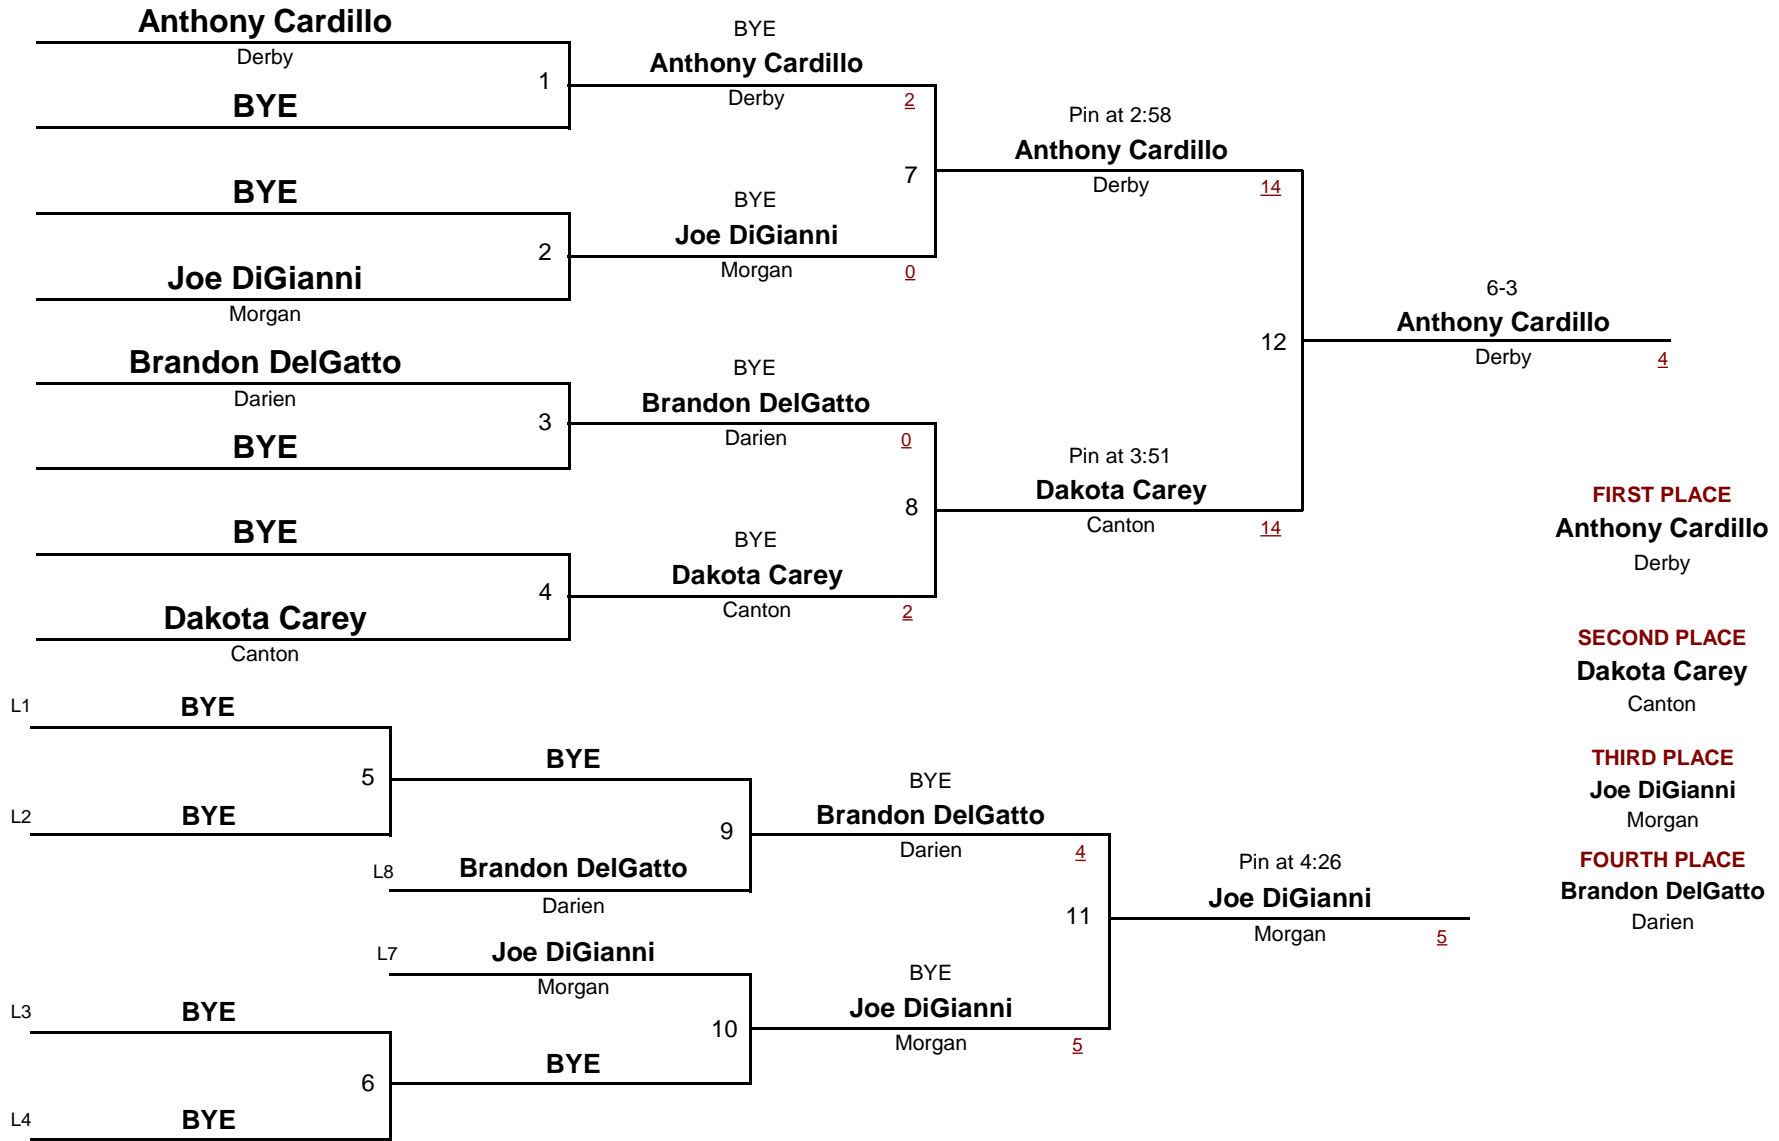 Anthony Cardillo
Derby
1
BYE
BYE
2
Joe DiGianni
Morgan
Brandon DelGatto
Darien
3
BYE
BYE
4
Dakota Carey
Canton
BYE
Anthony Cardillo
Derby
2
7
BYE
Joe DiGianni
Morgan
0
BYE
Brandon DelGatto
Darien
0
8
BYE
Dakota Carey
Canton
2
Pin at 2:58
Anthony Cardillo
Derby
14
12
Pin at 3:51
Dakota Carey
Canton
14
6-3
Anthony Cardillo
Derby
4
FIRST PLACE
Anthony Cardillo
Derby
SECOND PLACE
Dakota Carey
Canton
THIRD PLACE
Joe DiGianni
Morgan
FOURTH PLACE
Brandon DelGatto
Darien
L1
BYE
5
L2
BYE
L3
BYE
6
L4
BYE
BYE
9
L8
Brandon DelGatto
Darien
L7
Joe DiGianni
Morgan
10
BYE
BYE
Brandon DelGatto
Darien
4
11
BYE
Joe DiGianni
Morgan
5
Pin at 4:26
Joe DiGianni
Morgan
5